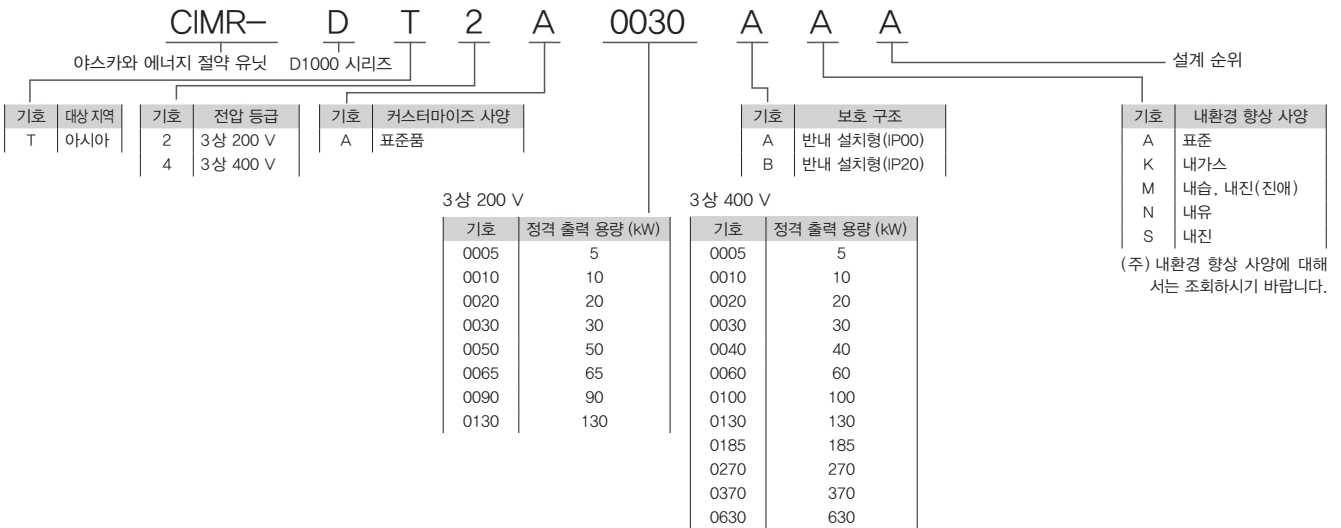 CIMR- D T 2 A 0030 A A A
야스카와 에너지 절약 유닛 D1000 시리즈
설계 순위
기호 대상 지역
T 아시아
기호 전압 등급
2 3상 200 V
4 3상 400 V
기호 커스터마이즈 사양
A 표준품
기호 보호 구조
A 반내 설치형(IP00)
B 반내 설치형(IP20)
기호 내환경 향상 사양
A 표준
K 내가스
M 내습, 내진(진애)
N 내유
S 내진
(주) 내환경 향상 사양에 대해
서는 조회하시기 바랍니다.
3상 200 V
기호 정격 출력 용량 (kW)
0005 5
0010 10
0020 20
0030 30
0050 50
0065 65
0090 90
0130 130
3상 400 V
기호 정격 출력 용량 (kW)
0005 5
0010 10
0020 20
0030 30
0040 40
0060 60
0100 100
0130 130
0185 185
0270 270
0370 370
0630 630